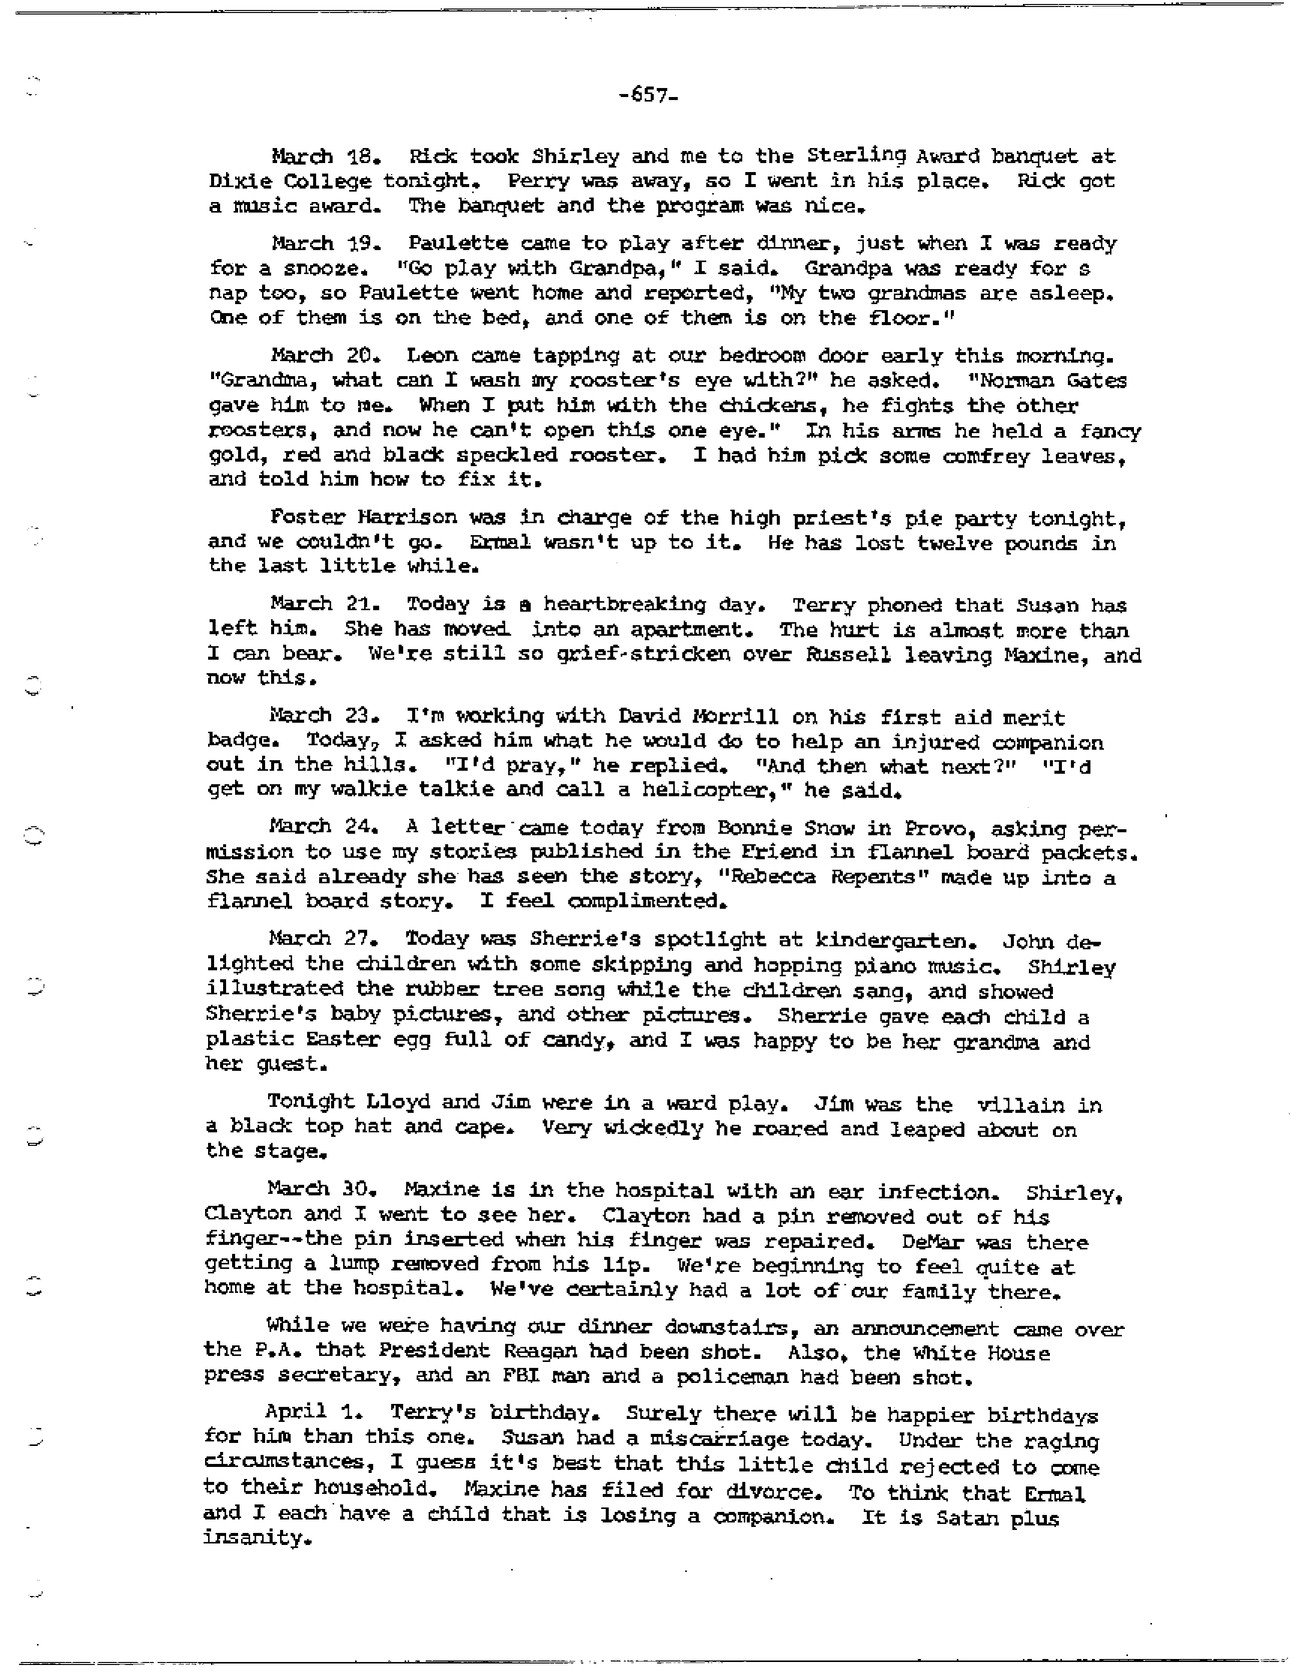 -657-
March 18. Rick took Shirley and me to the Sterling Award banquet at
Dixie College tonight. Perry was away, so I went in his place. Rick got
a music award. The banquet and the program was nice.
March 19. Paulette came to play after dinner, just when I was ready
for a snooze. "Go play with Grandpa," I said. Grandpa was ready for s
nap too, so Paulette went home and reported, "My two grandmas are asleep.
One of them is on the bed, and one of them is on the floor."
March 20. Leon came tapping at our bedroom door early this morning.
"Grandma, what can I wash my rooster's eye with?" he asked. "Norman Gates
gave him to me. When I put him with the chickens, he fights the other
roosters, and now he can't open this one eye." In his arms he held a fancy
gold, red and black speckled rooster. I had him pick some comfrey leaves,
and told him how to fix it.
Foster Harrison was in charge of the high priest's pie party tonight,
and we couldn't go. Ermal wasn't up to it. He has lost twelve pounds in
the last little while.
March 21. Today is a heartbreaking day. Terry phoned that Susan has
left him. She has moved into an apartment. The hurt is almost more than
I can bear. We're still so grief-stricken over Russell leaving Maxine, and
now this.
March 23. I'm working with David Morrill on his first aid merit
badge. Today, I asked him what he would do to help an injured companion
out in the hills. "I'd pray," he replied. "And then what next?" "I'd
get on my walkie talkie and call a helicopter," he said.
March 24. A letter came today from Bonnie Snow in Provo, asking per-
mission to use my stories published in the Friend in flannel board packets.
She said already she has seen the story, "Rebecca Repents" made up into a
flannel board story. I feel complimented.
March 27. Today was Sherrie's spotlight at kindergarten. John de-
lighted the children with some skipping and hopping piano music. Shirley
illustrated the rubber tree song while the children sang, and showed
Sherrie's baby pictures, and other pictures. Sherrie gave each child a
plastic Easter egg full of candy, and I was happy to be her grandma and
her guest.
Tonight Lloyd and Jim were in a ward play. Jim was the villain in
a black top hat and cape. Very wickedly he roared and leaped about on
the stage.
March 30. Maxine is in the hospital with an ear infection. Shirley,
Clayton and I went to see her. Clayton had a pin removed out of his
finger--the pin inserted when his finger was repaired. DeMar was there
getting a lump removed from his lip. We're beginning to feel quite at
home at the hospital. We've certainly had a lot of our family there.
While we were having our dinner downstairs, an announcement came over
the P.A. that President Reagan had been shot. Also, the White House
press secretary, and an FBI man and a policeman had been shot.
April 1. Terry's birthday. Surely there will be happier birthdays
for him than this one. Susan had a miscarriage today. Under the raging
circumstances, I guess it's best that this little child rejected to come
to their household. Maxine has filed for divorce. To think that Ermal
and I each have a child that is losing a companion. It is Satan plus
insanity.